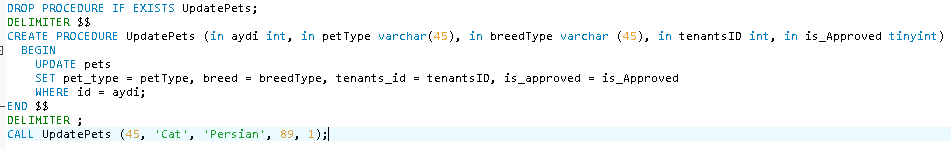 DROP PROCEDURE IF EXISTS UpdatePets;
DELIMITER $$
CREATE PROCEDURE UpdatePets (in aydi int, in petType varchar(45), in breedType varchar (45), in tenantsID int, in is_Approved tinyint)
BEGIN
UPDATE pets
SET pet_type = petType, breed = breedType, tenants_id = tenantsID, is_approved = is_Approved
WHERE id = aydi;
END $$
DELIMITER ;
CALL UpdatePets (45, 'Cat', 'Persian', 89, 1);